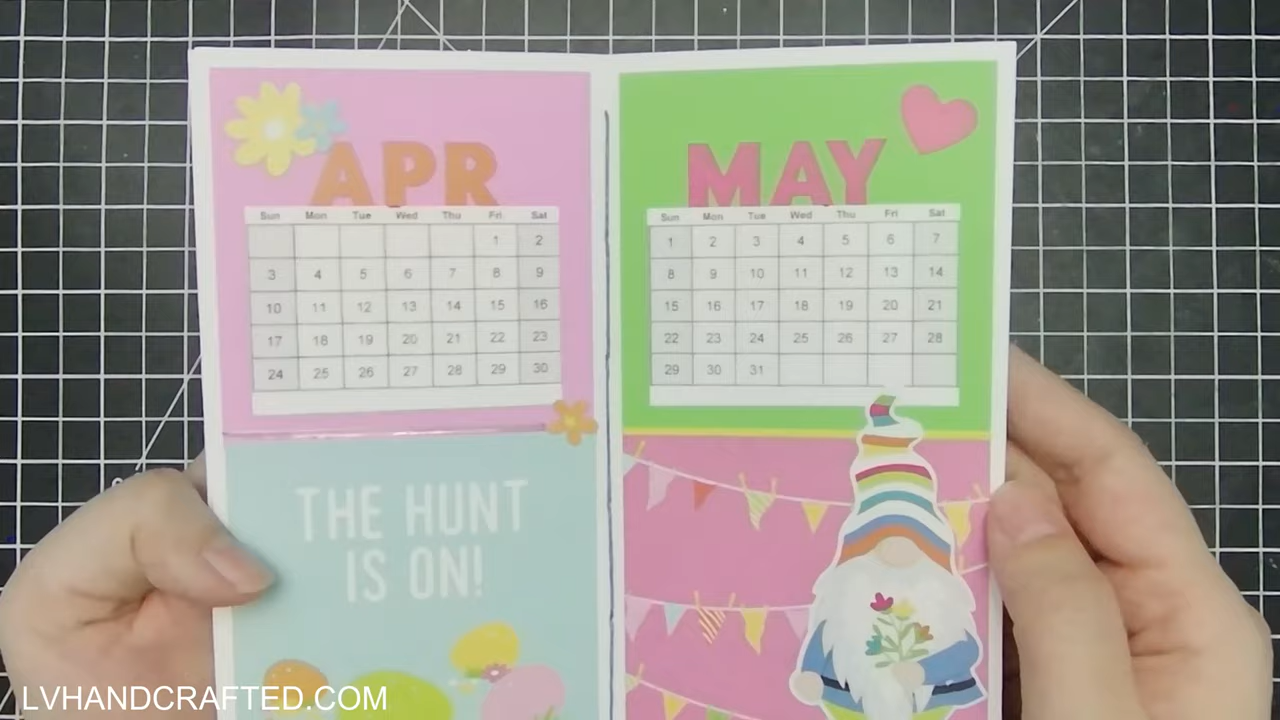 APR
Sun Mon Tue Wed Thu Fri Sat
1 2
3 4 5 6 7 8 9
10 11 12 13 14 15 16
17 18 19 20 21 22 23
24 25 26 27 28 29 30
THE HUNT
IS ON!
MAY
Sun Mon Tue Wed Thu Fri Sat
1 2 3 4 5 6 7
8 9 10 11 12 13 14
15 16 17 18 19 20 21
22 23 24 25 26 27 28
29 30 31
LVHANDCRAFTED.COM